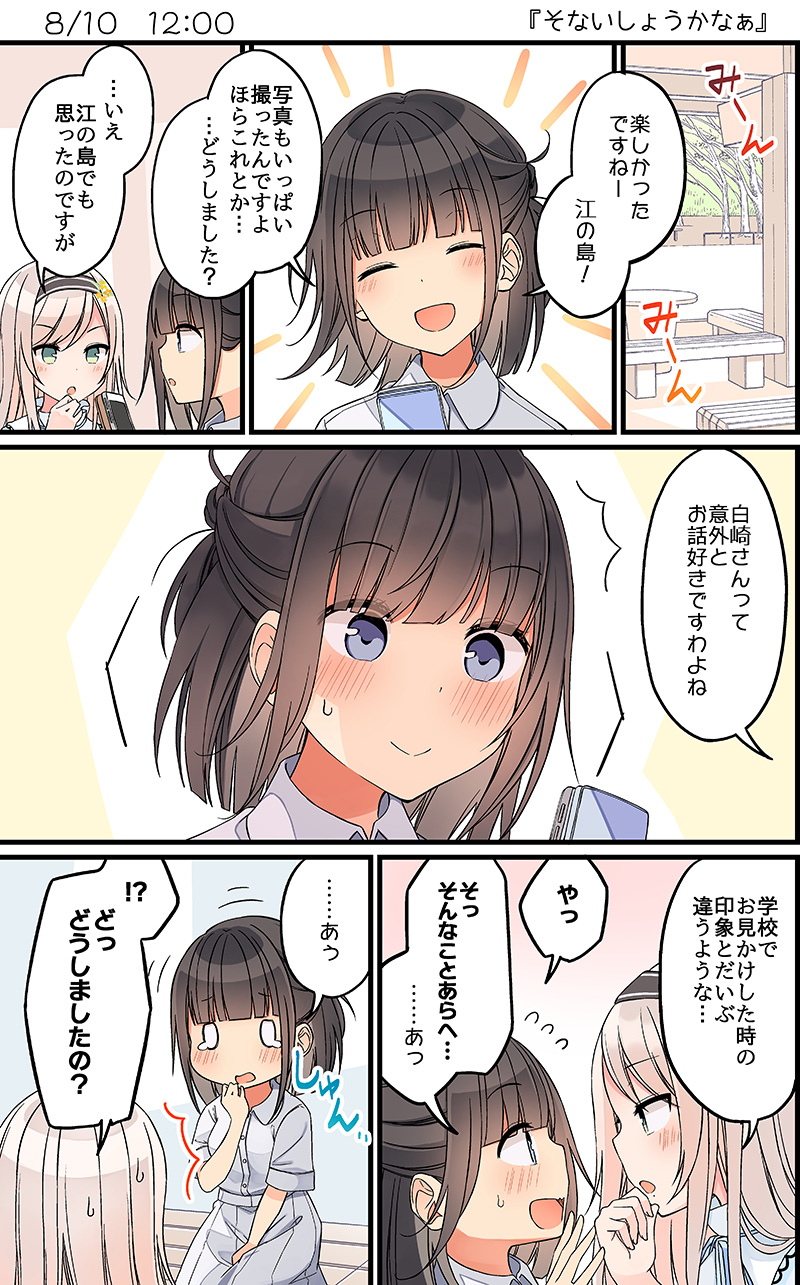 8/10 12:00
『そないしょうかなぁ』
みーん
みーん
楽しかった
ですねー
江の島！
写真もいっぱい
撮ったんですよ
ほらこれとか…
…どうしました？
…いえ
江の島でも
思ったのですが
白崎さんって
意外と
お話好きですわよね
学校で
お見かけした時の
印象とだいぶ
違うような…
やっ
そっ
そんなことあらへ…
……あっ
……あぅ
しゅん、、
!?
どっ
どうしましたの？